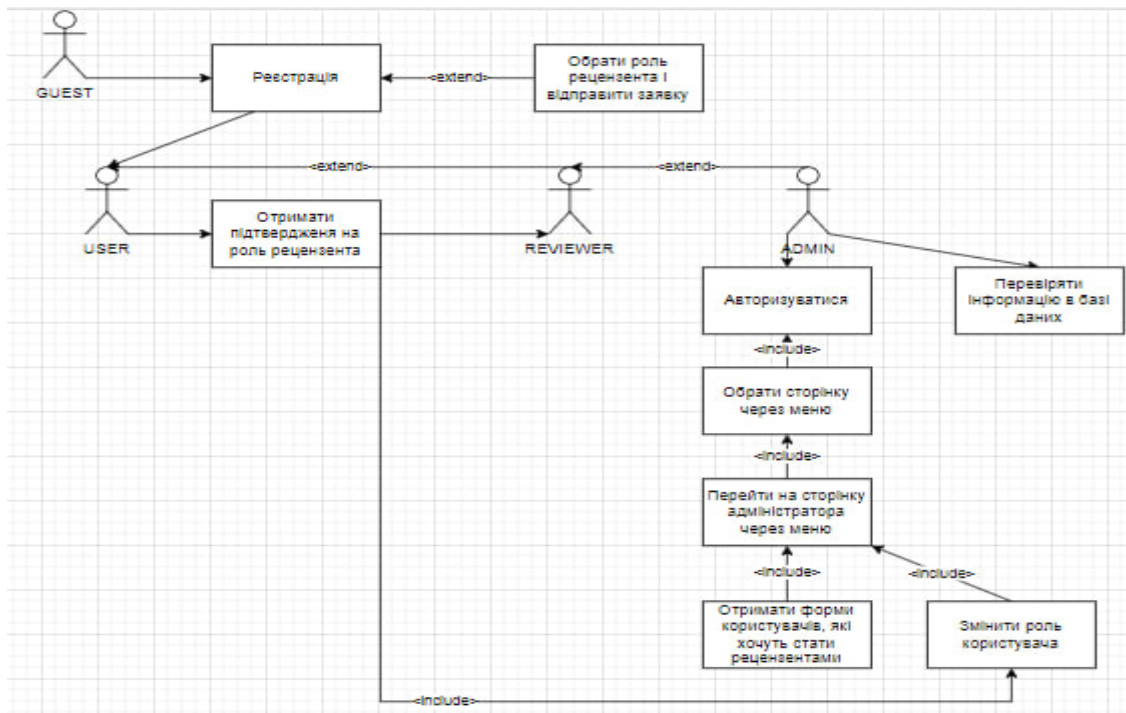 Реєстрація
<extend>
Обрати роль
рецензента і
відправити заявку
GUEST
<extend>
<extend>
Отримати
підтвердженя на
роль рецензента
USER
REVIEWER
ADMIN
Авторизуватися
Перевіряти
інформацію в базі
даних
<include>
Обрати сторінку
через меню
<include>
Перейти на сторінку
адміністратора
через меню
<include>
<include>
Отримати форми
користувачів, які
хочуть стати
рецензентами
Змінити роль
користувача
<include>